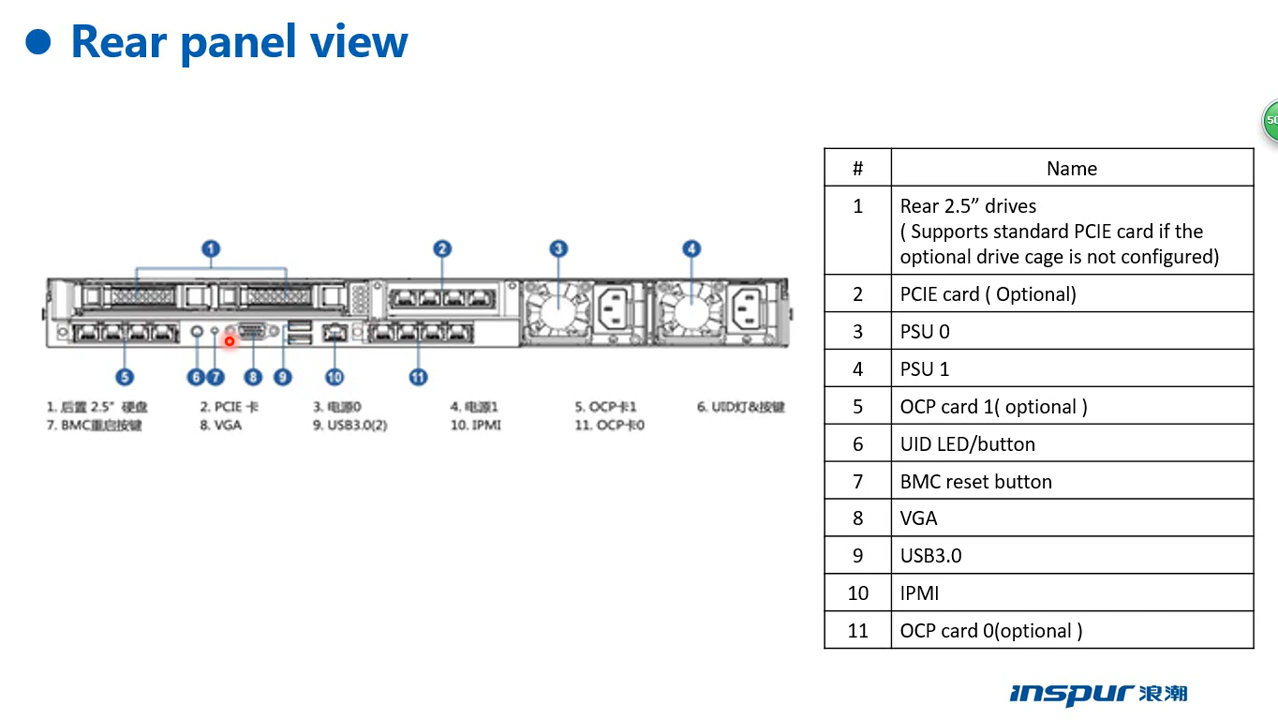 Rear panel view
1
2
3
4
5
6
7
8
9
10
11
1. 后置 2.5" 硬盘
2. PCIE 卡
3. 电源0
4. 电源1
5. OCP卡1
6. UID灯&按键
7. BMC重启按键
8. VGA
9. USB3.0(2)
10. IPMI
11. OCP卡0
# Name
1 Rear 2.5” drives
( Supports standard PCIE card if the
optional drive cage is not configured)
2 PCIE card ( Optional)
3 PSU 0
4 PSU 1
5 OCP card 1( optional )
6 UID LED/button
7 BMC reset button
8 VGA
9 USB3.0
10 IPMI
11 OCP card 0(optional )
inspur 浪潮